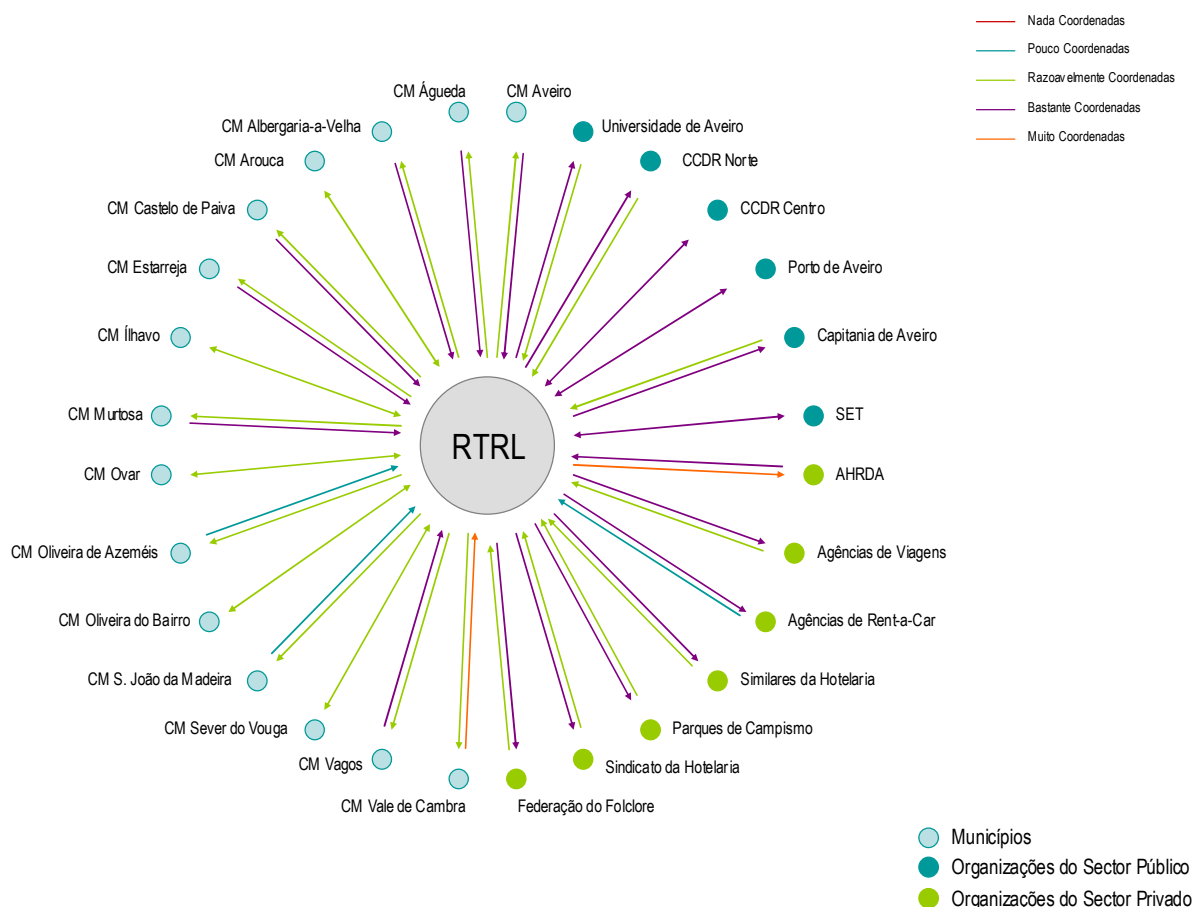 Nada Coordenadas
Pouco Coordenadas
Razoavelmente Coordenadas
Bastante Coordenadas
Muito Coordenadas
CM Águeda
CM Aveiro
CM Albergaria-a-Velha
Universidade de Aveiro
CM Arouca
CCDR Norte
CM Castelo de Paiva
CCDR Centro
CM Estarreja
Porto de Aveiro
CM Ílhavo
Capitania de Aveiro
CM Murtosa
SET
RTRL
CM Ovar
AHRDA
CM Oliveira de Azeméis
Agências de Viagens
CM Oliveira do Bairro
Agências de Rent-a-Car
CM S. João da Madeira
Similares da Hotelaria
CM Sever do Vouga
Parques de Campismo
CM Vagos
Sindicato da Hotelaria
CM Vale de Cambra
Federação do Folclore
Municípios
Organizações do Sector Público
Organizações do Sector Privado